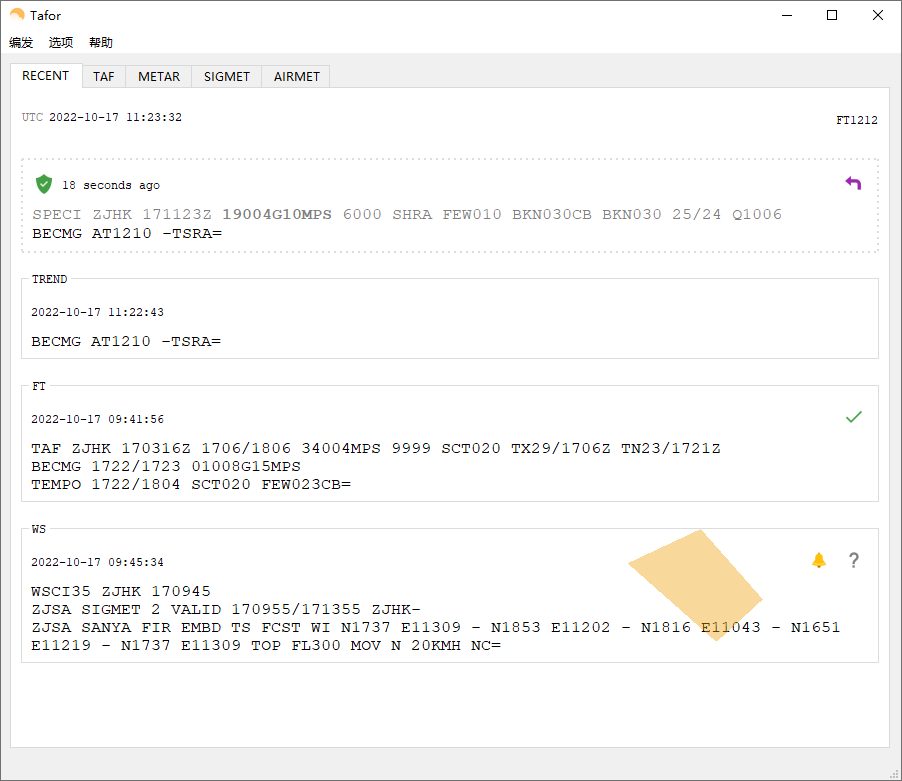 Tafor
编发 选项 帮助
RECENT TAF METAR SIGMET AIRMET
UTC 2022-10-17 11:23:32
FT1212
18 seconds ago
SPECI ZJHK 171123Z 19004G10MPS 6000 SHRA FEW010 BKN030CB BKN030 25/24 Q1006
BECMG AT1210 -TSRA=
TREND
2022-10-17 11:22:43
BECMG AT1210 -TSRA=
FT
2022-10-17 09:41:56
TAF ZJHK 170316Z 1706/1806 34004MPS 9999 SCT020 TX29/1706Z TN23/1721Z
BECMG 1722/1723 01008G15MPS
TEMPO 1722/1804 SCT020 FEW023CB=
WS
2022-10-17 09:45:34
?
WSCI35 ZJHK 170945
ZJSA SIGMET 2 VALID 170955/171355 ZJHK-
ZJSA SANYA FIR EMBD TS FCST WI N1737 E11309 - N1853 E11202 - N1816 E11043 - N1651
E11219 - N1737 E11309 TOP FL300 MOV N 20KMH NC=